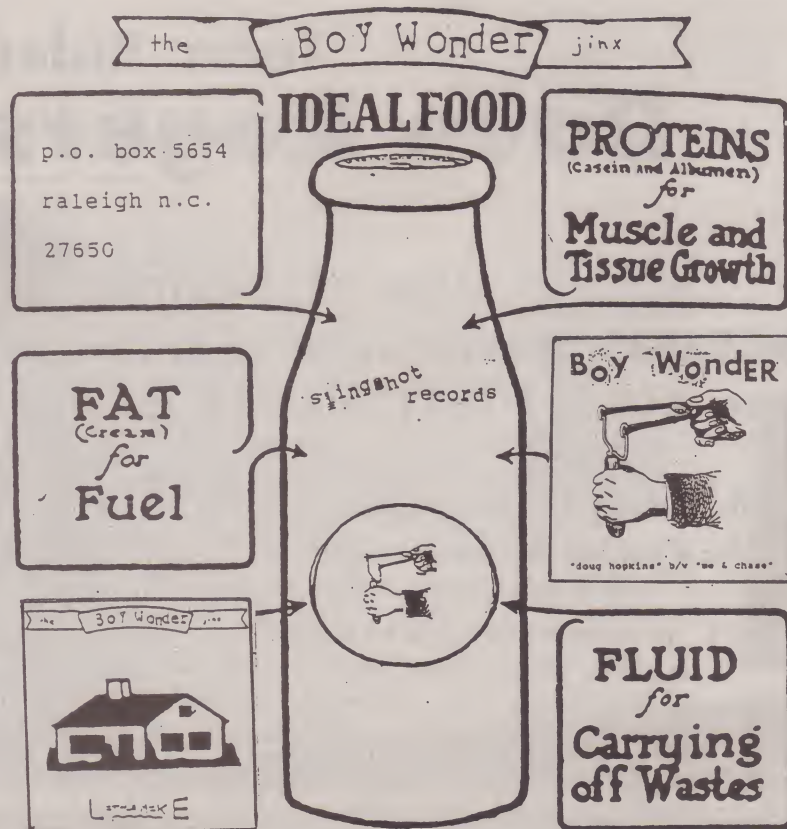 the Boy Wonder jinx
IDEAL FOOD
p.o. box 5654
raleigh n.c.
27650
PROTEINS
(Casein and Albumen)
for
Muscle and
Tissue Growth
FAT
(Cream)
for
Fuel
slingshot records
Boy Wonder
"doug hopkins" b/w "me & chase"
the Boy Wonder jinx
FLUID
for
Carrying
off Wastes